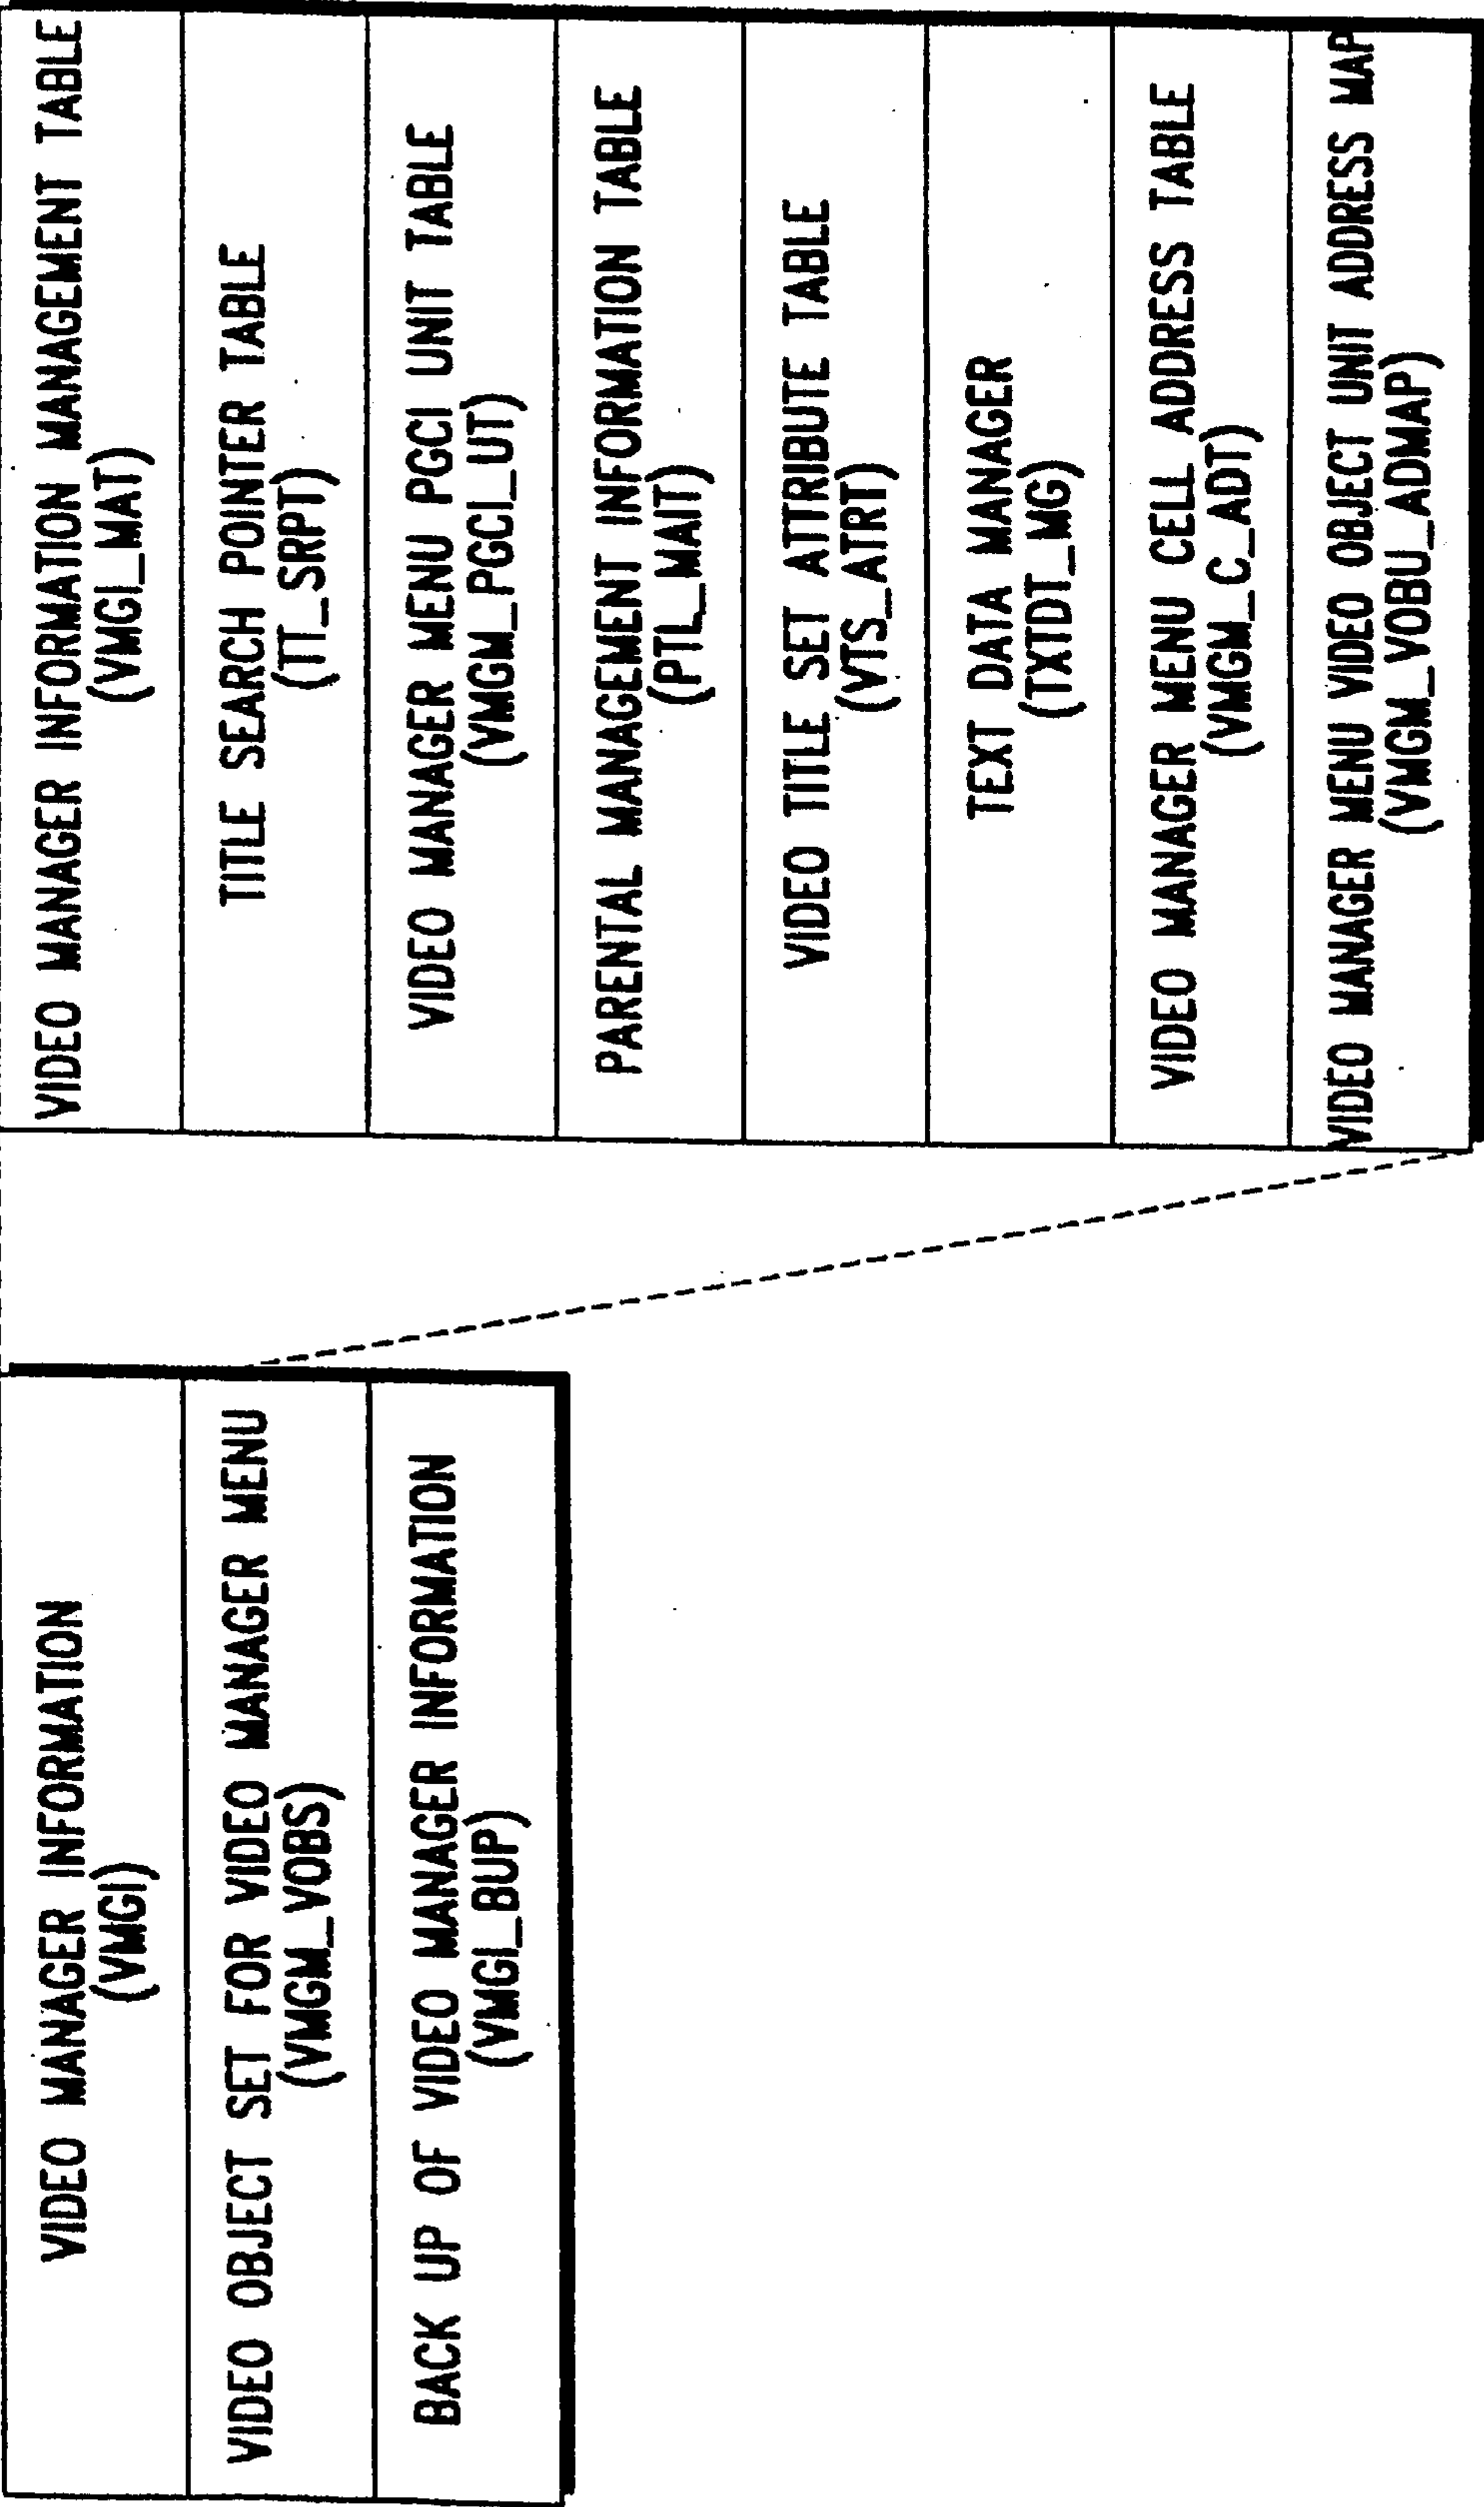 VIDEO MANAGER INFORMATION
(VMGI)
VIDEO OBJECT SET FOR VIDEO MANAGER MENU
(VMGM_VOBS)
BACK UP OF VIDEO MANAGER INFORMATION
(VMGI_BUP)
VIDEO MANAGER INFORMATION MANAGEMENT TABLE
(VMGI_MAT)
TITLE SEARCH POINTER TABLE
(TT_SRPT)
VIDEO MANAGER MENU PGCI UNIT TABLE
(VMGM_PGCI_UT)
PARENTAL MANAGEMENT INFORMATION TABLE
(PTL_MAIT)
VIDEO TITLE SET ATTRIBUTE TABLE
(VTS_ATRT)
TEXT DATA MANAGER
(TXTDT_MG)
VIDEO MANAGER MENU CELL ADDRESS TABLE
(VMGM_C_ADT)
VIDEO MANAGER MENU VIDEO OBJECT UNIT ADDRESS MAP
(VMGM_VOBU_ADMAP)